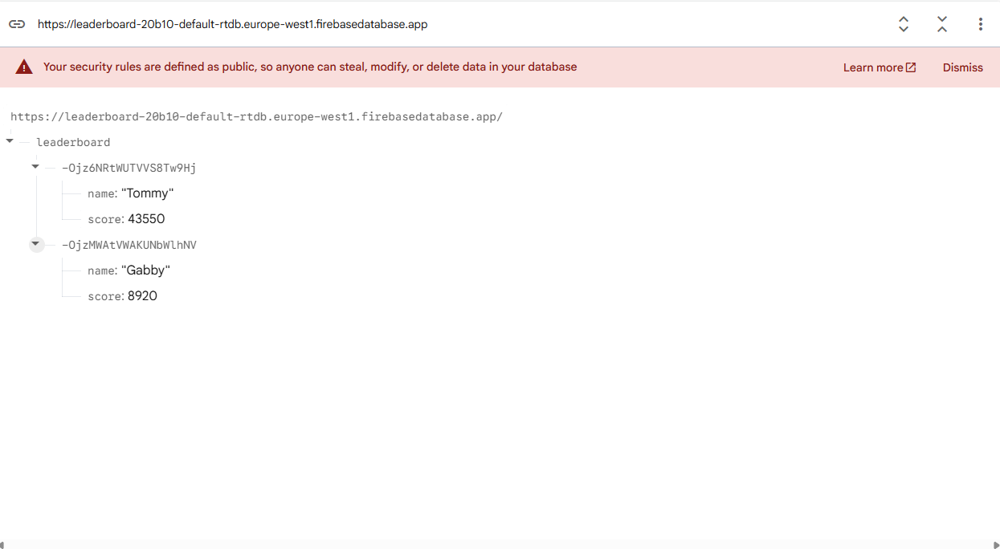 https://leaderboard-20b10-default-rtdb.europe-west1.firebasedatabase.app
Your security rules are defined as public, so anyone can steal, modify, or delete data in your database Learn more Dismiss
https://leaderboard-20b10-default-rtdb.europe-west1.firebasedatabase.app/
leaderboard
-Ojz6NRtWUTVVS8Tw9Hj
name: "Tommy"
score: 43550
-OjzMWAtVWAKUNbWlhNV
name: "Gabby"
score: 8920